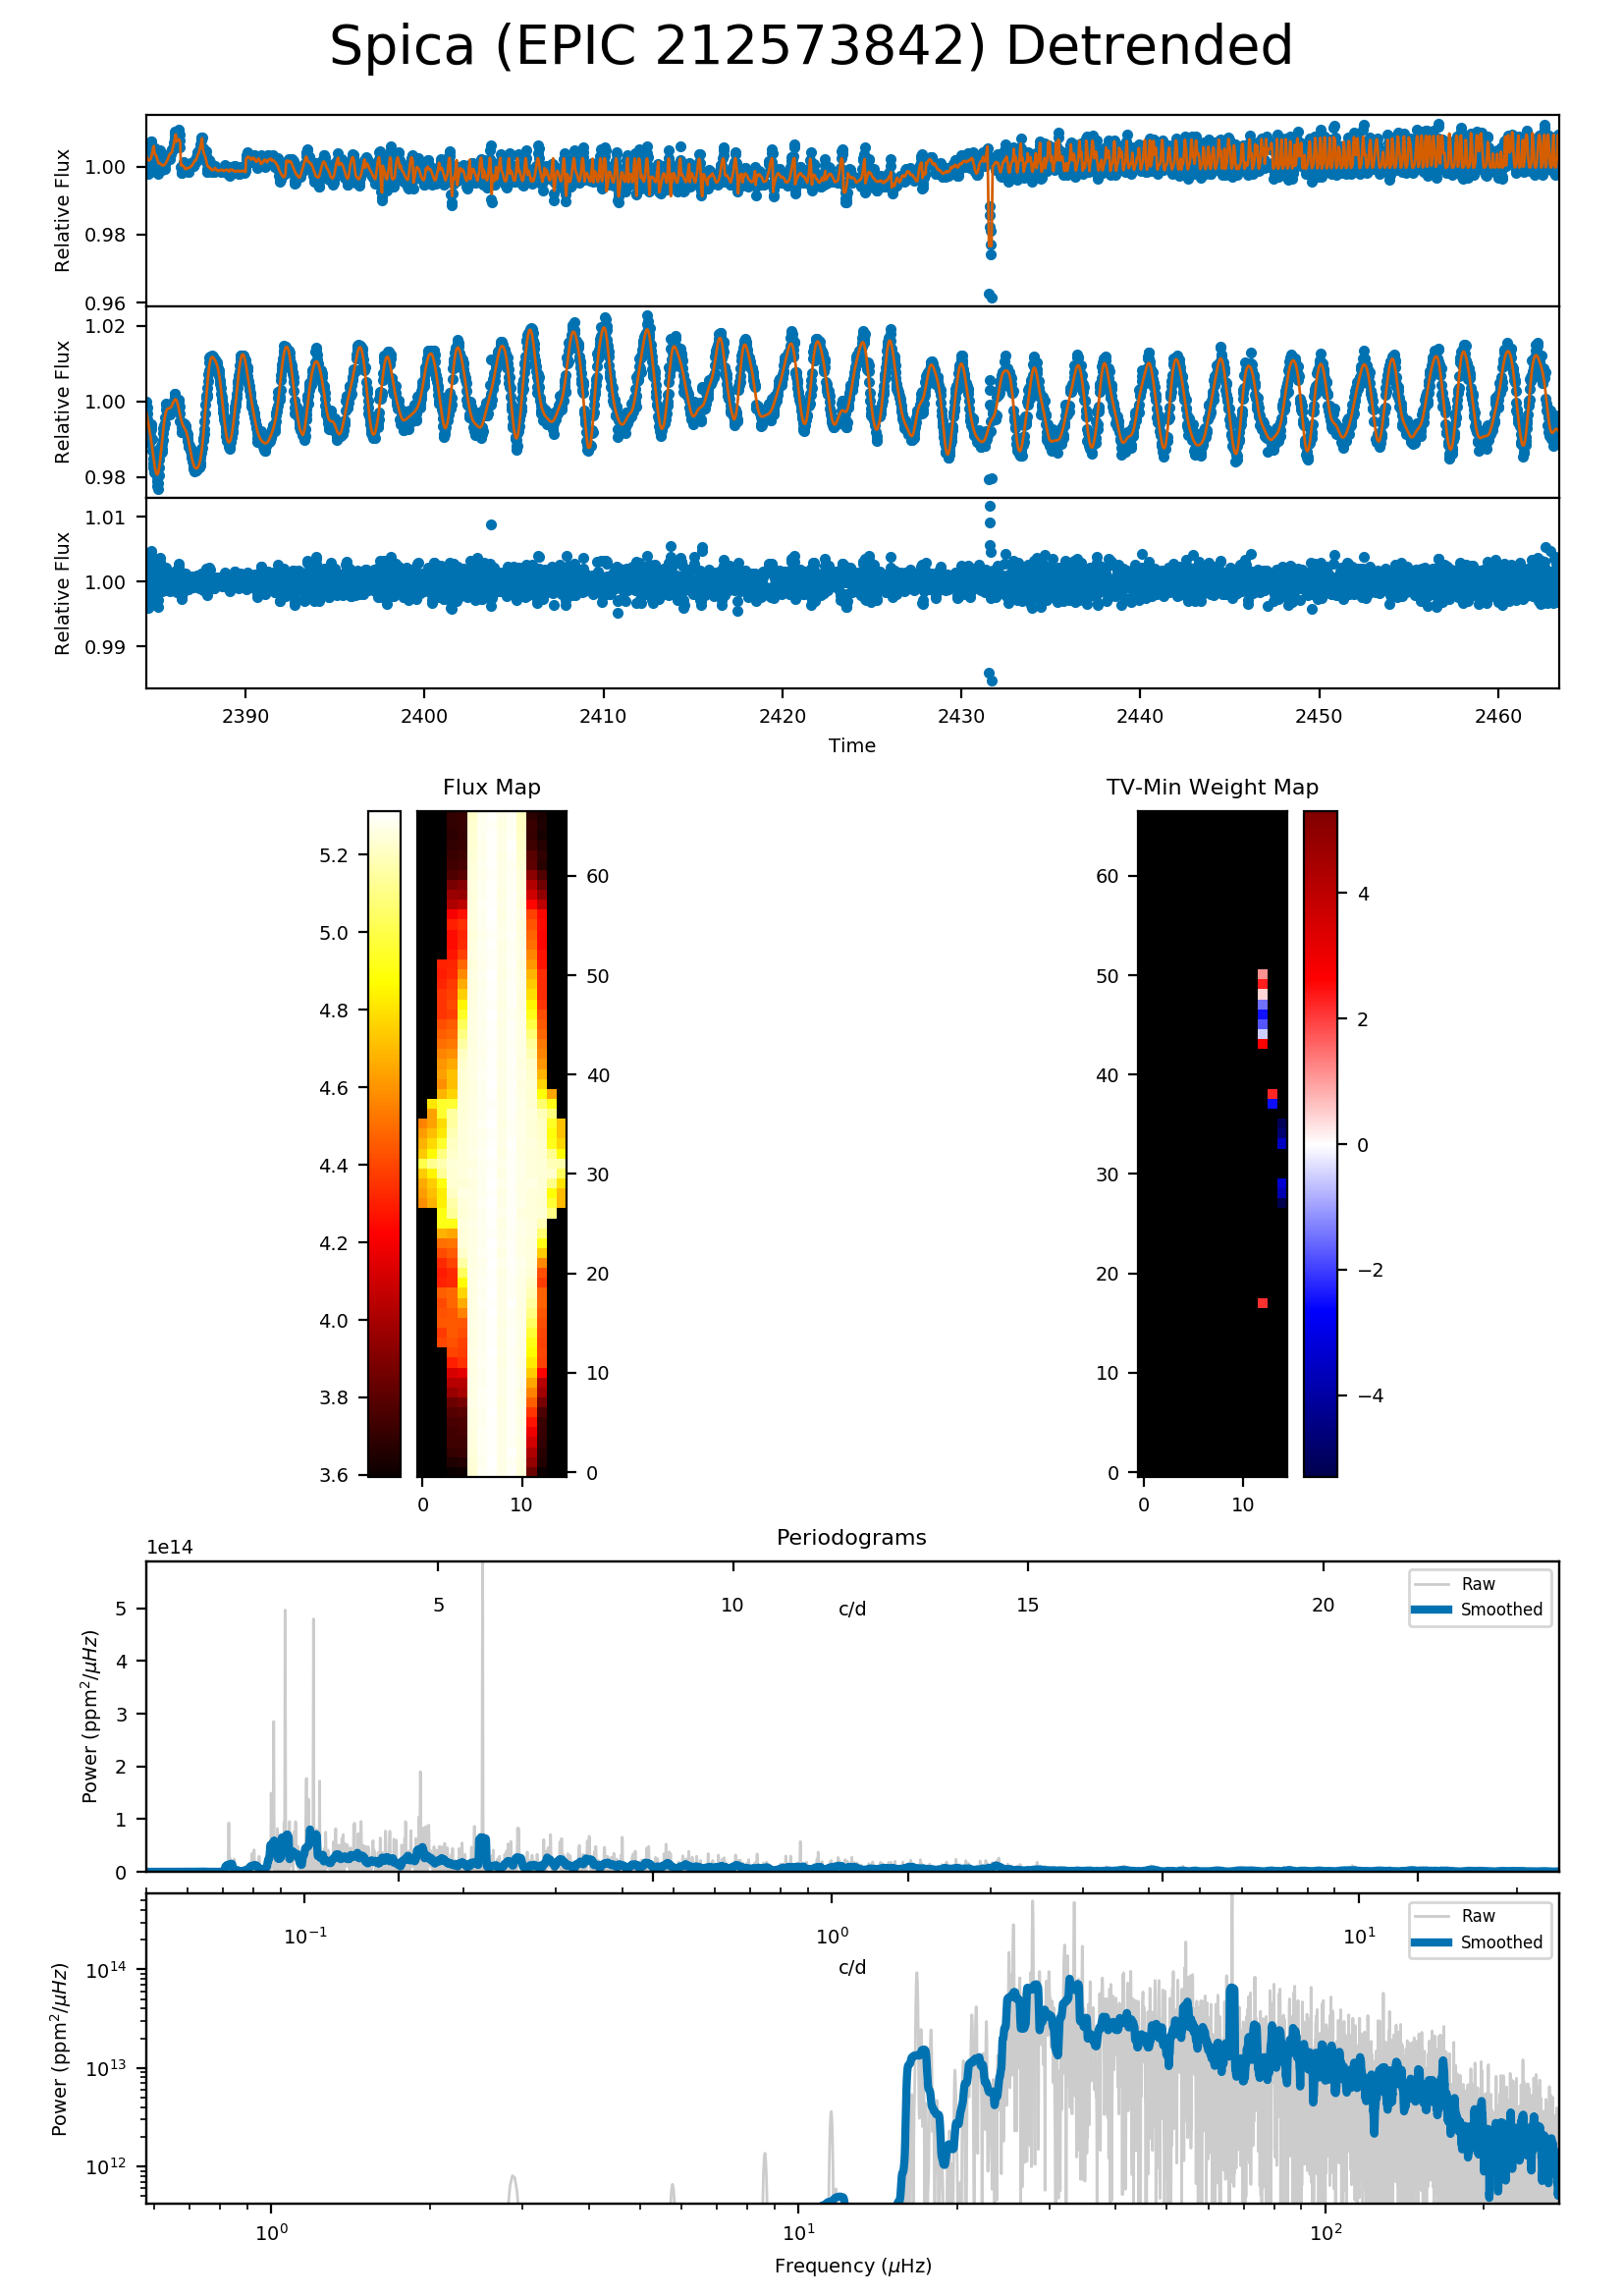 Spica (EPIC 212573842) Detrended
Relative Flux
1.00
0.98
0.96
Relative Flux
1.02
1.00
0.98
Relative Flux
1.01
1.00
0.99
2390 2400 2410 2420 2430 2440 2450 2460
Time
Flux Map
TV-Min Weight Map
5.2
5.0
4.8
4.6
4.4
4.2
4.0
3.8
3.6
60
50
40
30
20
10
0
0 10
60
50
40
30
20
10
0
0 10
4
2
0
−2
−4
Periodograms
1e14
Power (ppm²/μHz)
5
4
3
2
1
0
5 10 15 20
c/d
Raw
Smoothed
Power (ppm²/μHz)
10¹⁴
10¹³
10¹²
10⁻¹ 10⁰ 10¹
c/d
Raw
Smoothed
10⁰ 10¹ 10²
Frequency (μHz)